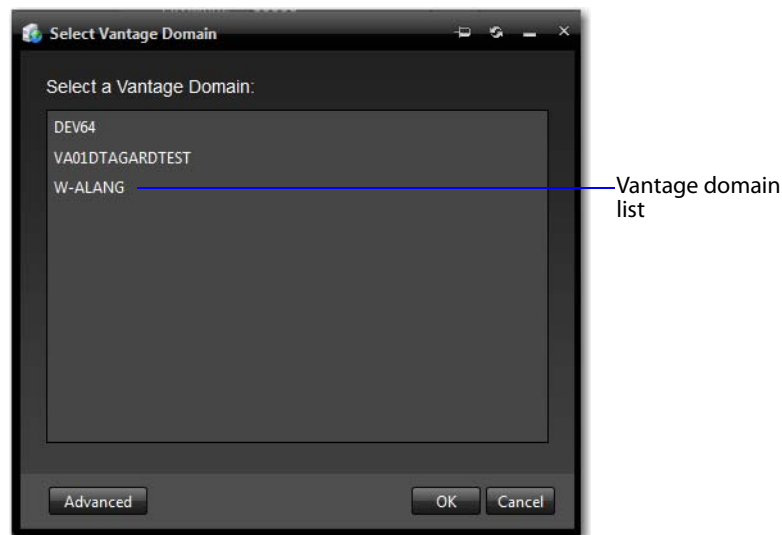 Select Vantage Domain
Select a Vantage Domain:
DEV64
VA01DTAGARDTEST
W-ALANG
Vantage domain
list
Advanced
OK
Cancel